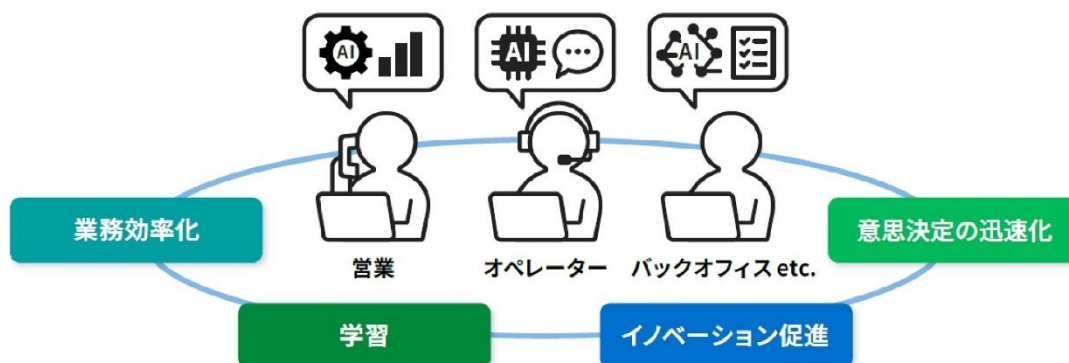 AI
AI
AI
営業
オペレーター
バックオフィス etc.
業務効率化
意思決定の迅速化
学習
イノベーション促進